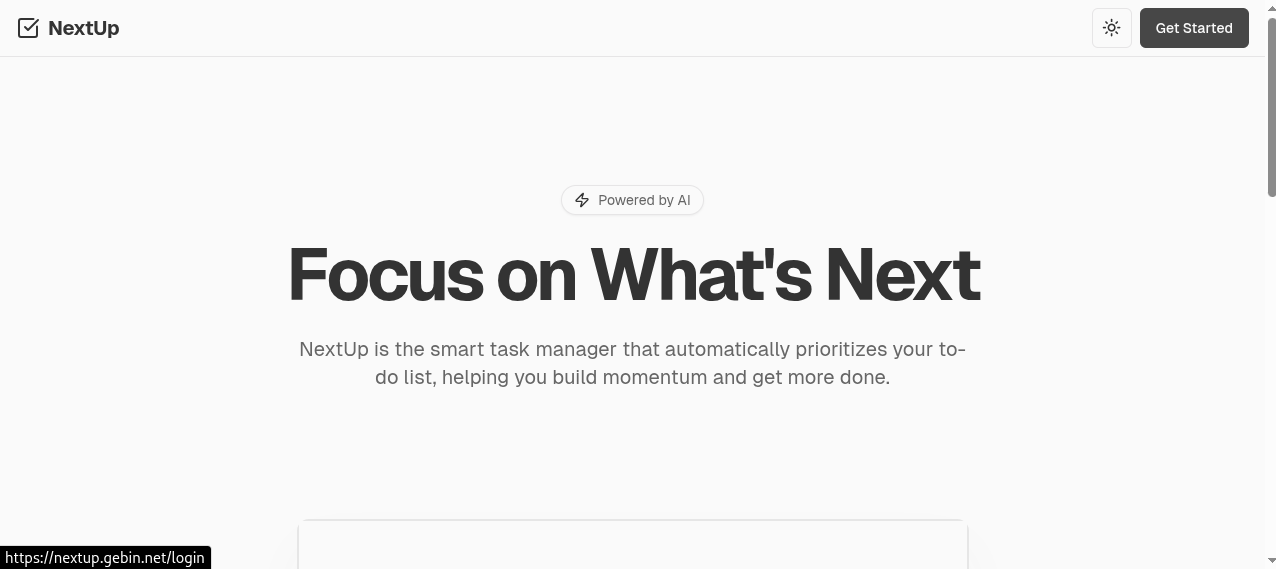 NextUp
Get Started
Powered by AI
Focus on What's Next
NextUp is the smart task manager that automatically prioritizes your to-
do list, helping you build momentum and get more done.
https://nextup.gebin.net/login